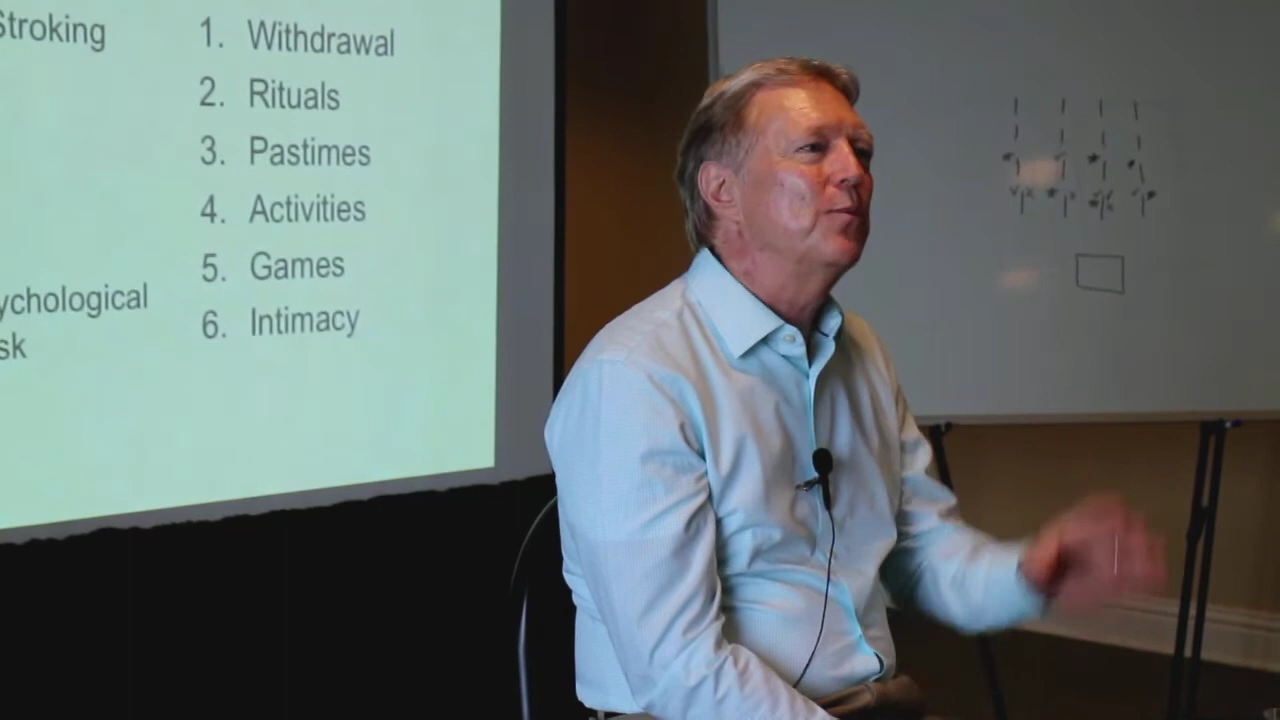 Stroking
1. Withdrawal
2. Rituals
3. Pastimes
4. Activities
5. Games
6. Intimacy
ychological
sk